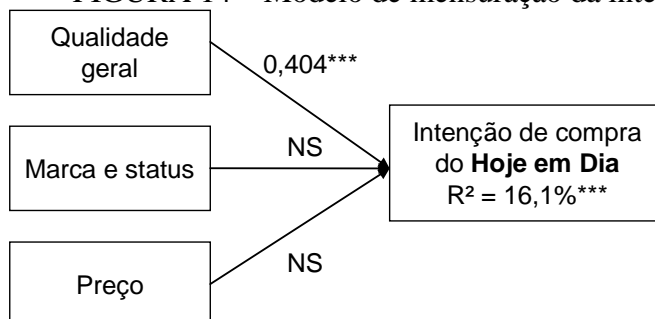 Qualidade
geral
0,404***
Marca e status
NS
Intenção de compra
do Hoje em Dia
R² = 16,1%***
Preço
NS